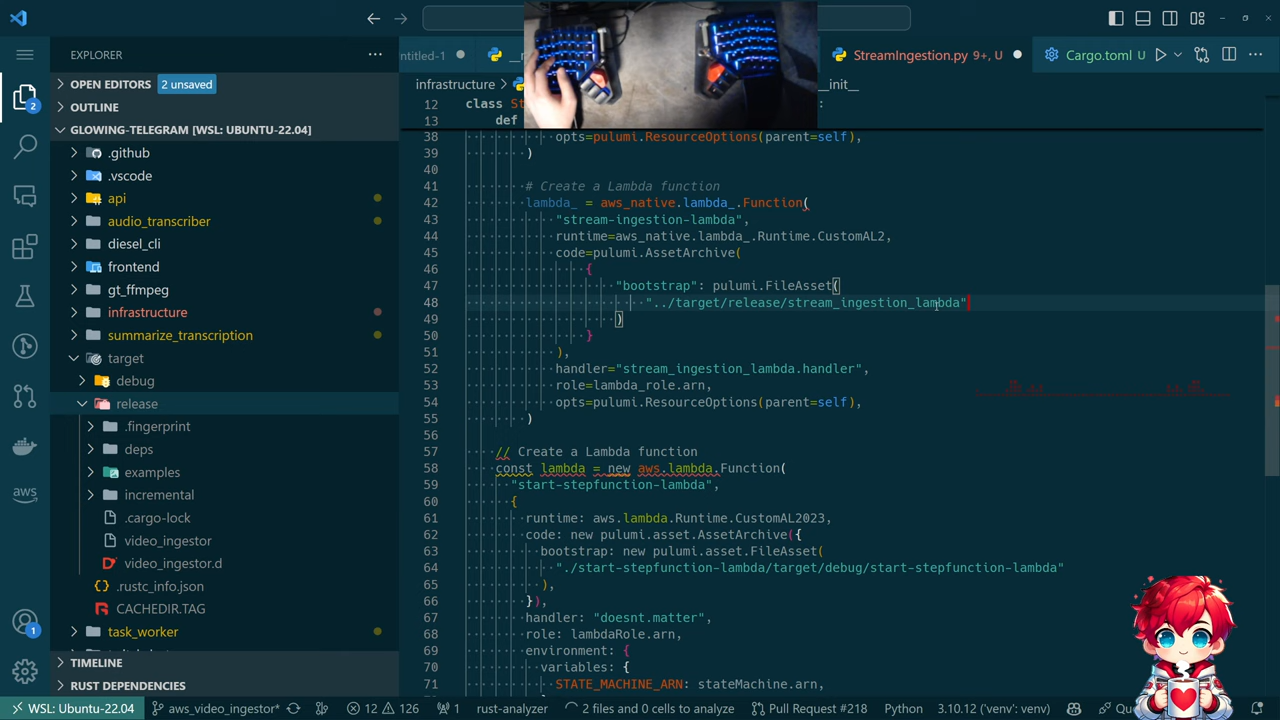 ntitled-1
StreamIngestion.py 9+, U
Cargo.toml U
EXPLORER
infrastructure
__init__
OPEN EDITORS 2 unsaved
OUTLINE
GLOWING-TELEGRAM [WSL: UBUNTU-22.04]
.github
.vscode
api
audio_transcriber
diesel_cli
frontend
gt_ffmpeg
infrastructure
summarize_transcription
target
debug
release
.fingerprint
deps
examples
incremental
.cargo-lock
video_ingestor
video_ingestor.d
.rustc_info.json
CACHEDIR.TAG
task_worker
TIMELINE
RUST DEPENDENCIES
12 class St
13 def
38 opts=pulumi.ResourceOptions(parent=self),
39 )
40
41 # Create a Lambda function
42 lambda_ = aws_native.lambda_.Function(
43 "stream-ingestion-lambda",
44 runtime=aws_native.lambda_.Runtime.CustomAL2,
45 code=pulumi.AssetArchive(
46 {
47 "bootstrap": pulumi.FileAsset(
48 "../target/release/stream_ingestion_lambda"
49 )
50 }
51 ),
52 handler="stream_ingestion_lambda.handler",
53 role=lambda_role.arn,
54 opts=pulumi.ResourceOptions(parent=self),
55 )
56
57 // Create a Lambda function
58 const lambda = new aws.lambda.Function(
59 "start-stepfunction-lambda",
60 {
61 runtime: aws.lambda.Runtime.CustomAL2023,
62 code: new pulumi.asset.AssetArchive({
63 bootstrap: new pulumi.asset.FileAsset(
64 "./start-stepfunction-lambda/target/debug/start-stepfunction-lambda"
65 ),
66 }),
67 handler: "doesnt.matter",
68 role: lambdaRole.arn,
69 environment: {
70 variables: {
71 STATE_MACHINE_ARN: stateMachine.arn,
2
aws
1
WSL: Ubuntu-22.04 aws_video_ingestor* 12 126 1 rust-analyzer 2 files and 0 cells to analyze Pull Request #218 Python 3.10.12 ('venv': venv)